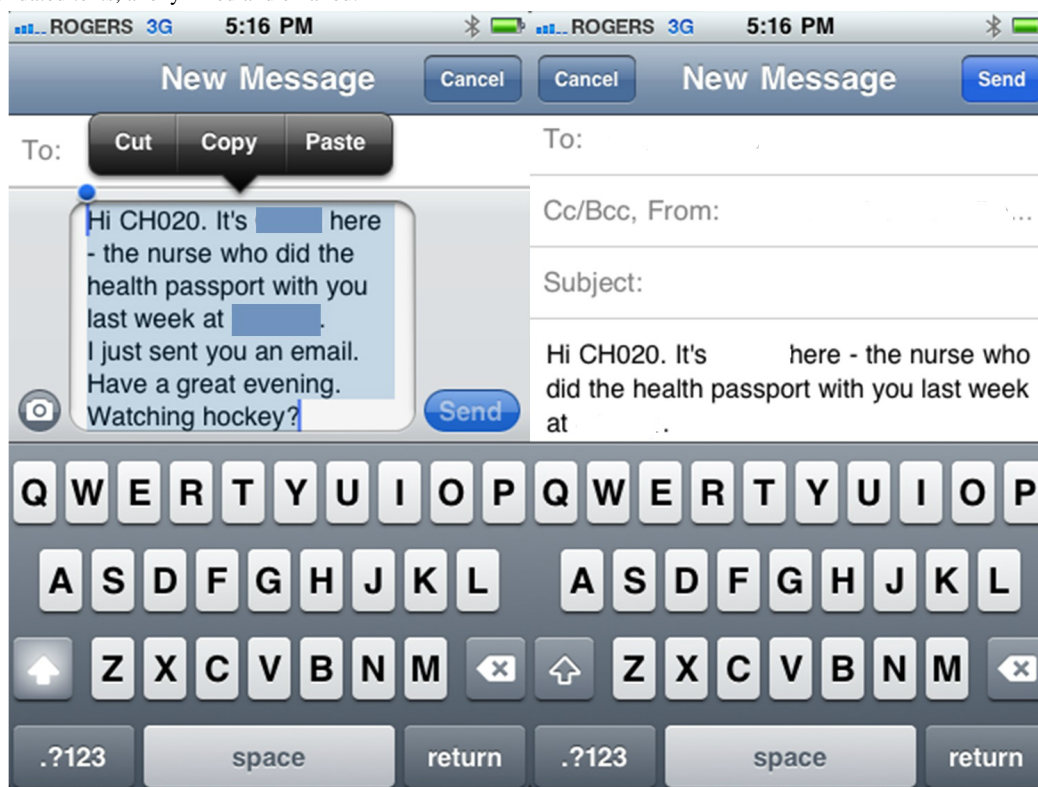 ROGERS 3G 5:16 PM
New Message Cancel
To:
Cut Copy Paste
Hi CH020. It's here
- the nurse who did the
health passport with you
last week at .
I just sent you an email.
Have a great evening.
Watching hockey?
Send
Q W E R T Y U I O P
A S D F G H J K L
Z X C V B N M
.?123 space return
ROGERS 3G 5:16 PM
Cancel New Message Send
To:
Cc/Bcc, From: ...
Subject:
Hi CH020. It's here - the nurse who
did the health passport with you last week
at .
Q W E R T Y U I O P
A S D F G H J K L
Z X C V B N M
.?123 space return